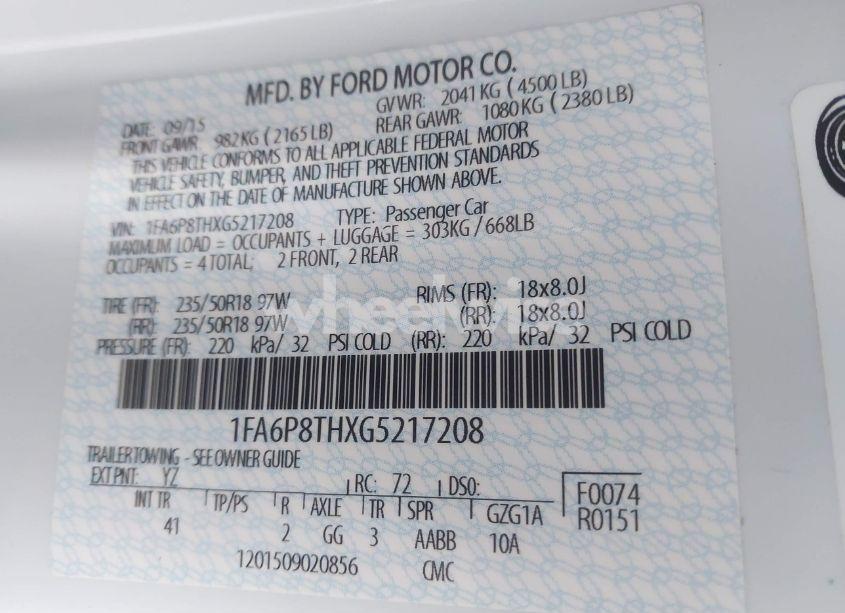 MFD. BY FORD MOTOR CO.
DATE: 09/15 GVWR: 2041 KG ( 4500 LB)
FRONT GAWR: 982KG ( 2165 LB) REAR GAWR: 1080KG ( 2380 LB)
THIS VEHICLE CONFORMS TO ALL APPLICABLE FEDERAL MOTOR
VEHICLE SAFETY, BUMPER, AND THEFT PREVENTION STANDARDS
IN EFFECT ON THE DATE OF MANUFACTURE SHOWN ABOVE.
VIN: 1FA6P8THXG5217208 TYPE: Passenger Car
MAXIMUM LOAD = OCCUPANTS + LUGGAGE = 303KG / 668LB
OCCUPANTS = 4 TOTAL; 2 FRONT, 2 REAR
TIRE (FR): 235/50R18 97W RIMS (FR): 18x8.0J
(RR): 235/50R18 97W (RR): 18x8.0J
PRESSURE (FR): 220 kPa/ 32 PSI COLD (RR): 220 kPa/ 32 PSI COLD
1FA6P8THXG5217208
TRAILER TOWING - SEE OWNER GUIDE
EXT PNT: YZ RC: 72 DSO:
INT TR TP/PS R AXLE TR SPR GZG1A
41 2 GG 3 AABB 10A
1201509020856 CMC
F0074
R0151